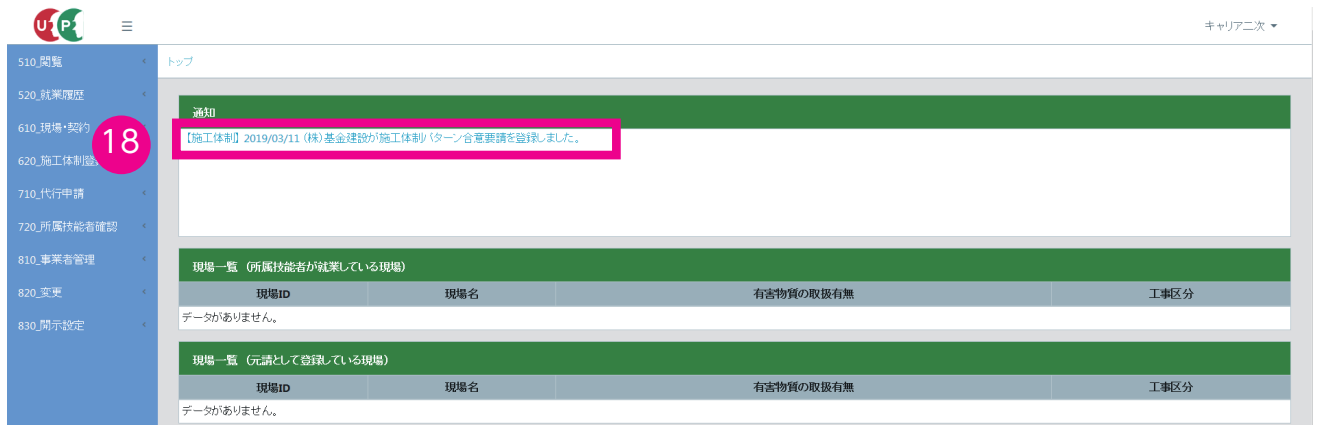 UP
キャリア二次
510_閲覧
520_就業履歴
610_現場・契約
18
620_施工体制登
710_代行申請
720_所属技能者確認
810_事業者管理
820_変更
830_開示設定
トップ
通知
【施工体制】 2019/03/11 (株)基金建設が施工体制パターン合意要請を登録しました。
現場一覧 (所属技能者が就業している現場)
現場ID 現場名 有害物質の取扱有無 工事区分
データがありません。
現場一覧 (元請として登録している現場)
現場ID 現場名 有害物質の取扱有無 工事区分
データがありません。